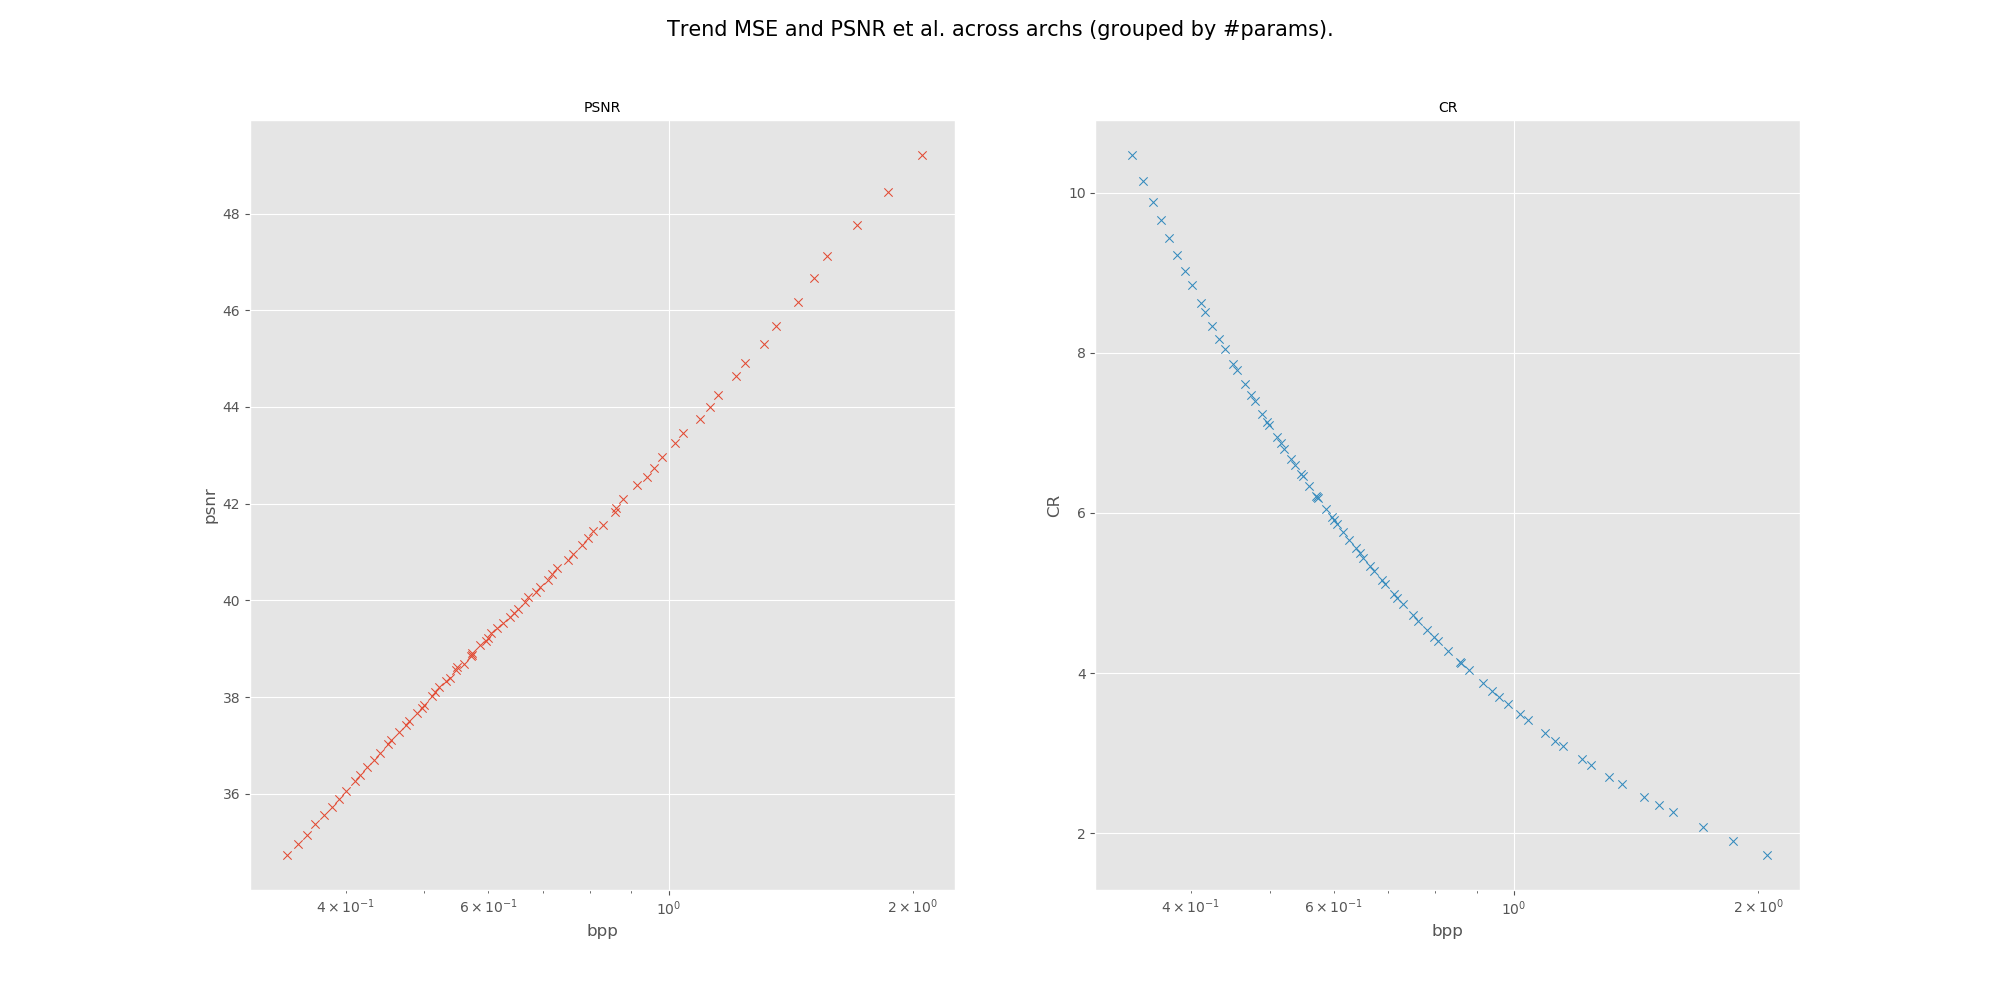 Trend MSE and PSNR et al. across archs (grouped by #params).
PSNR
psnr
48
46
44
42
40
38
36
4 × 10⁻¹
6 × 10⁻¹
10⁰
2 × 10⁰
bpp
CR
CR
10
8
6
4
2
4 × 10⁻¹
6 × 10⁻¹
10⁰
2 × 10⁰
bpp